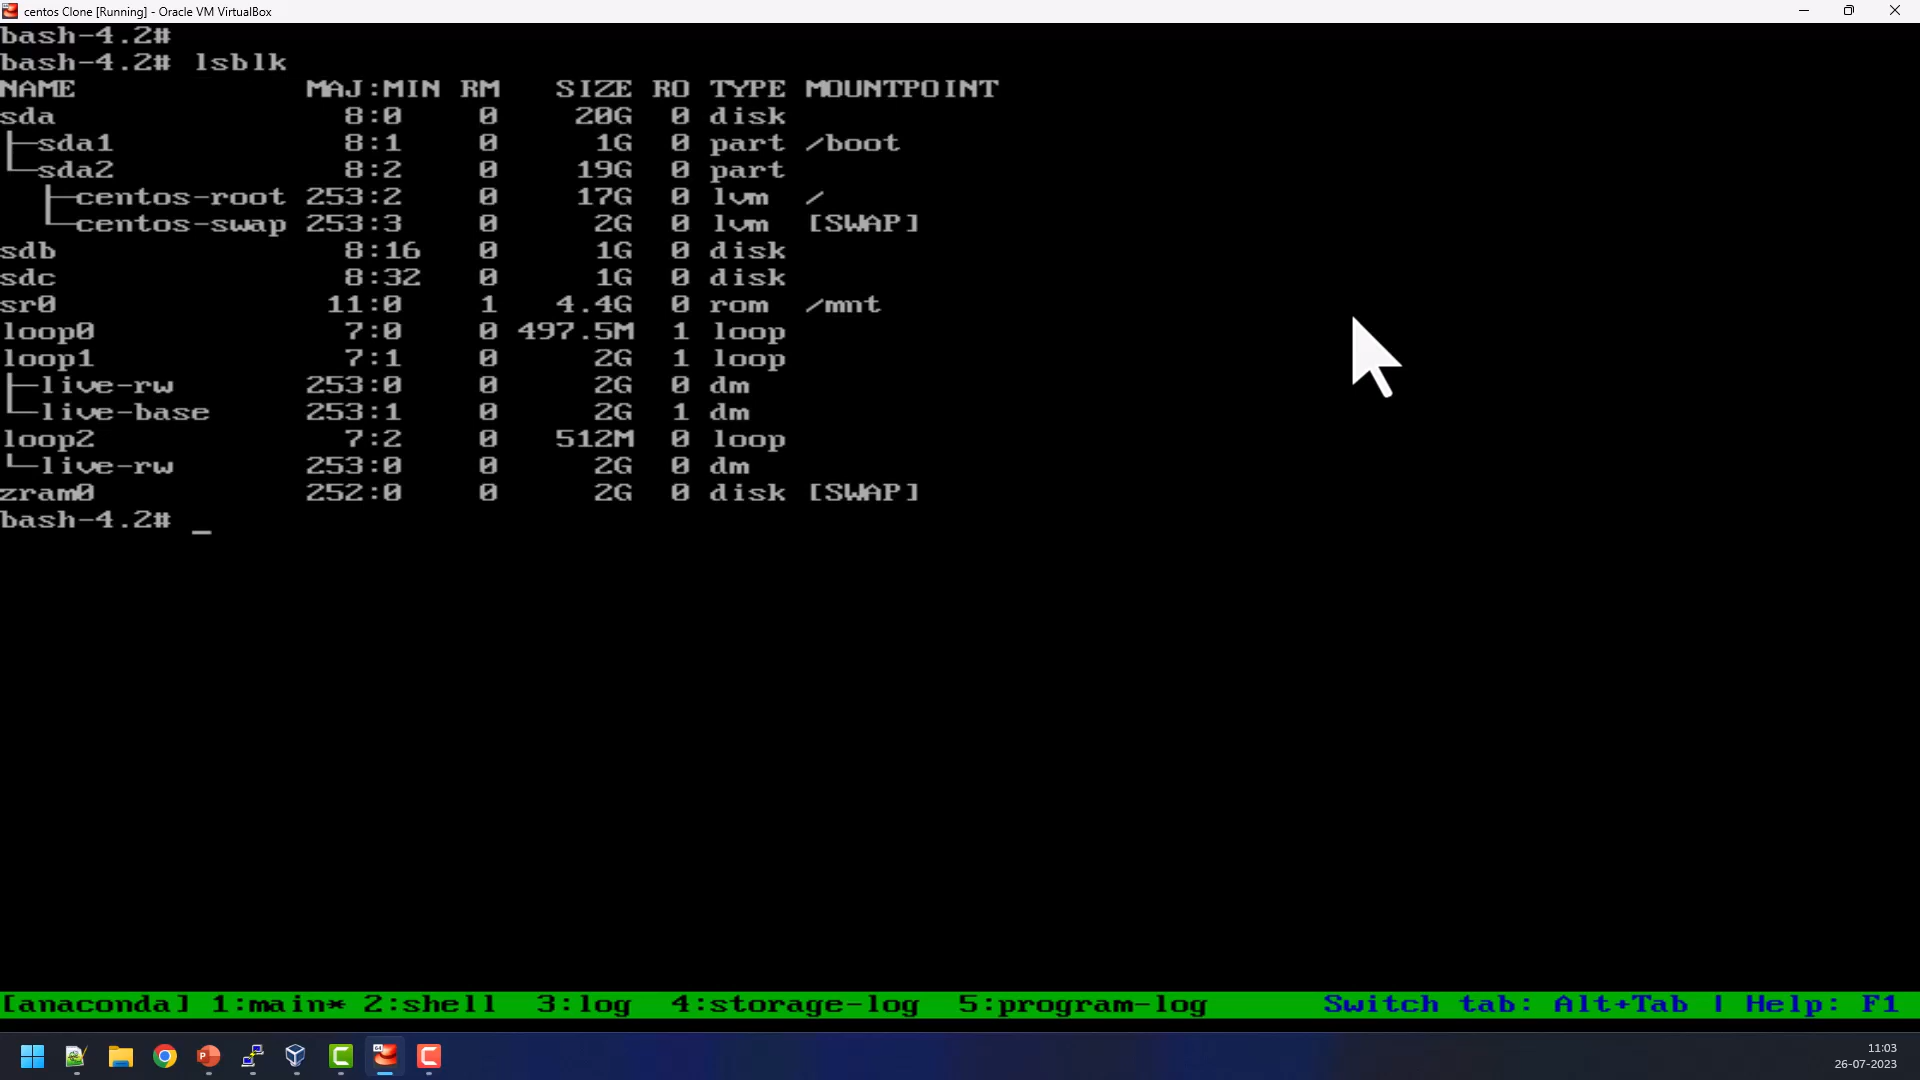 centos Clone [Running] - Oracle VM VirtualBox
bash-4.2#
bash-4.2# lsblk
NAME MAJ:MIN RM SIZE RO TYPE MOUNTPOINT
sda 8:0 0 20G 0 disk
├─sda1 8:1 0 1G 0 part /boot
└─sda2 8:2 0 19G 0 part
├─centos-root 253:2 0 17G 0 lvm /
└─centos-swap 253:3 0 2G 0 lvm [SWAP]
sdb 8:16 0 1G 0 disk
sdc 8:32 0 1G 0 disk
sr0 11:0 1 4.4G 0 rom /mnt
loop0 7:0 0 497.5M 1 loop
loop1 7:1 0 2G 1 loop
├─live-rw 253:0 0 2G 0 dm
└─live-base 253:1 0 2G 1 dm
loop2 7:2 0 512M 0 loop
└─live-rw 253:0 0 2G 0 dm
zram0 252:0 0 2G 0 disk [SWAP]
bash-4.2# _
[anaconda] 1:main* 2:shell 3:log 4:storage-log 5:program-log Switch tab: Alt+Tab | Help: F1
11:03
26-07-2023